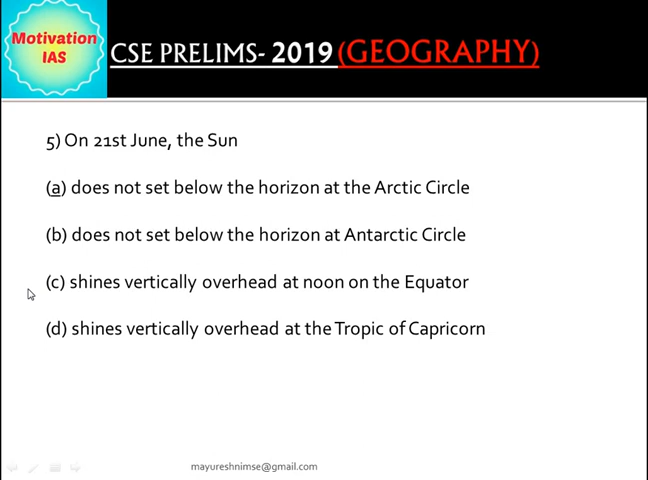 Motivation
IAS
CSE PRELIMS- 2019 (GEOGRAPHY)
5) On 21st June, the Sun
(a) does not set below the horizon at the Arctic Circle
(b) does not set below the horizon at Antarctic Circle
(c) shines vertically overhead at noon on the Equator
(d) shines vertically overhead at the Tropic of Capricorn
mayureshnimse@gmail.com